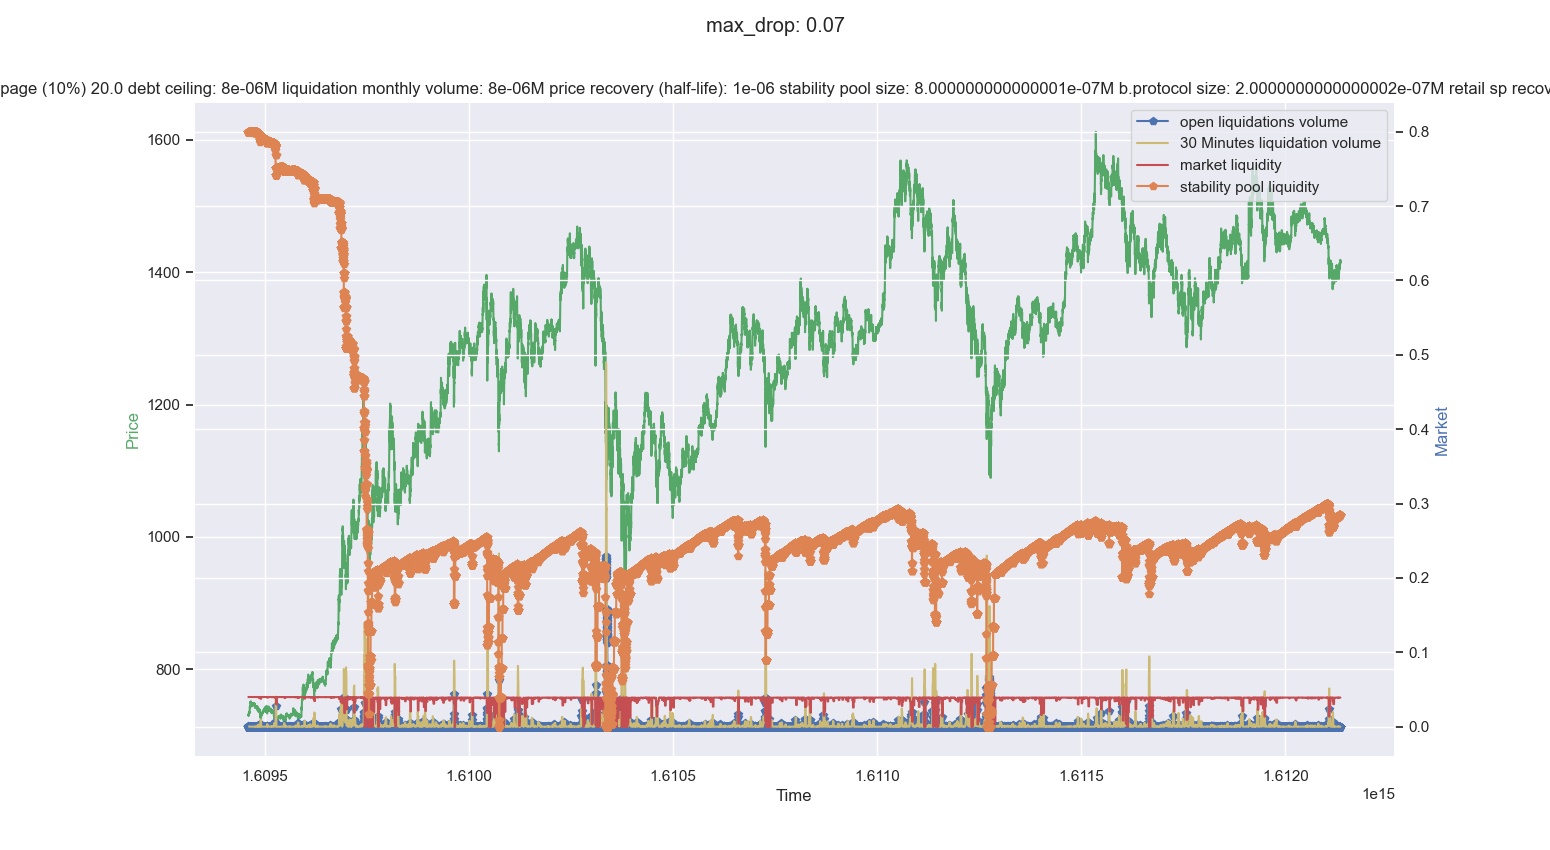 max_drop: 0.07
page (10%) 20.0 debt ceiling: 8e-06M liquidation monthly volume: 8e-06M price recovery (half-life): 1e-06 stability pool size: 8.000000000000001e-07M b.protocol size: 2.0000000000000002e-07M retail sp recov
open liquidations volume
30 Minutes liquidation volume
market liquidity
stability pool liquidity
1600
1400
1200
1000
800
Price
0.8
0.7
0.6
0.5
0.4
0.3
0.2
0.1
0.0
Market
1.6095 1.6100 1.6105 1.6110 1.6115 1.6120
Time
1e15